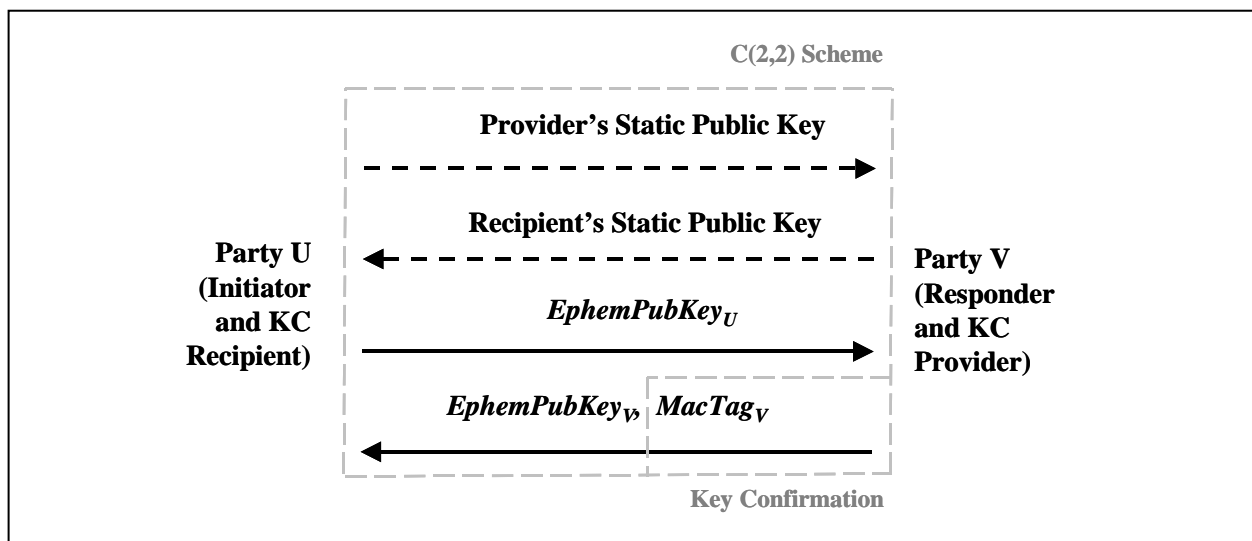 C(2,2) Scheme
Provider’s Static Public Key
Recipient’s Static Public Key
Party U
(Initiator
and KC
Recipient)
Party V
(Responder
and KC
Provider)
EphemPubKeyU
EphemPubKeyV, MacTagV
Key Confirmation